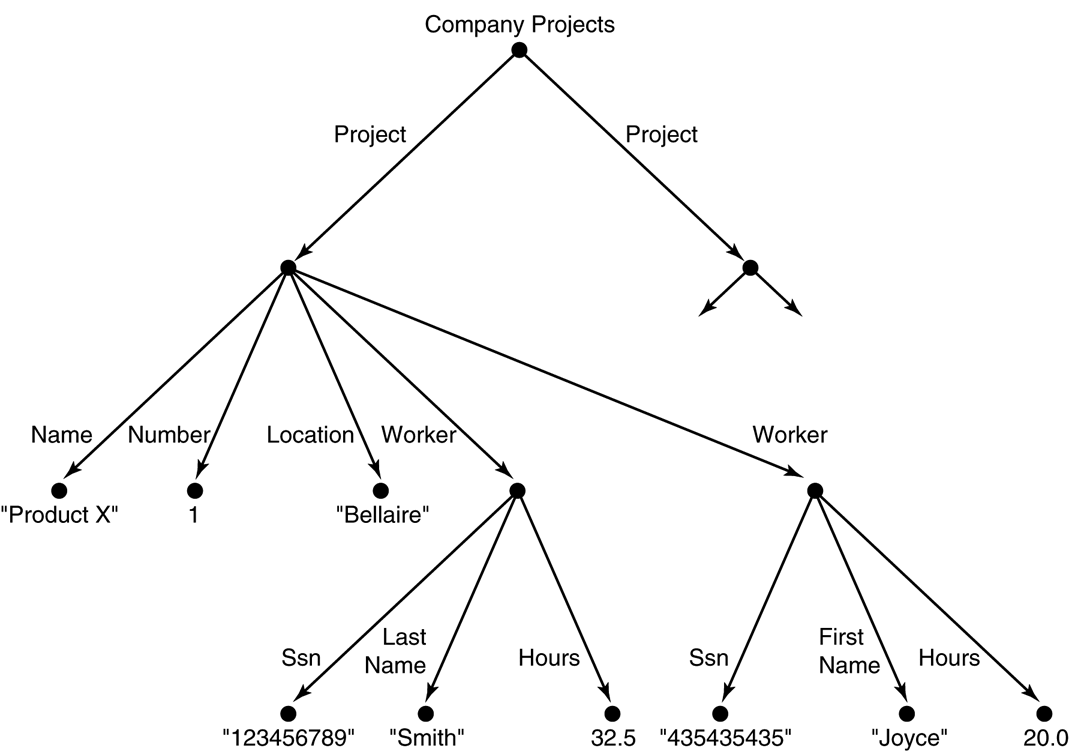 Company Projects
Project Project
Name Number Location Worker Worker
"Product X" 1 "Bellaire"
Ssn Last Name Hours Ssn First Name Hours
"123456789" "Smith" 32.5 "435435435" "Joyce" 20.0